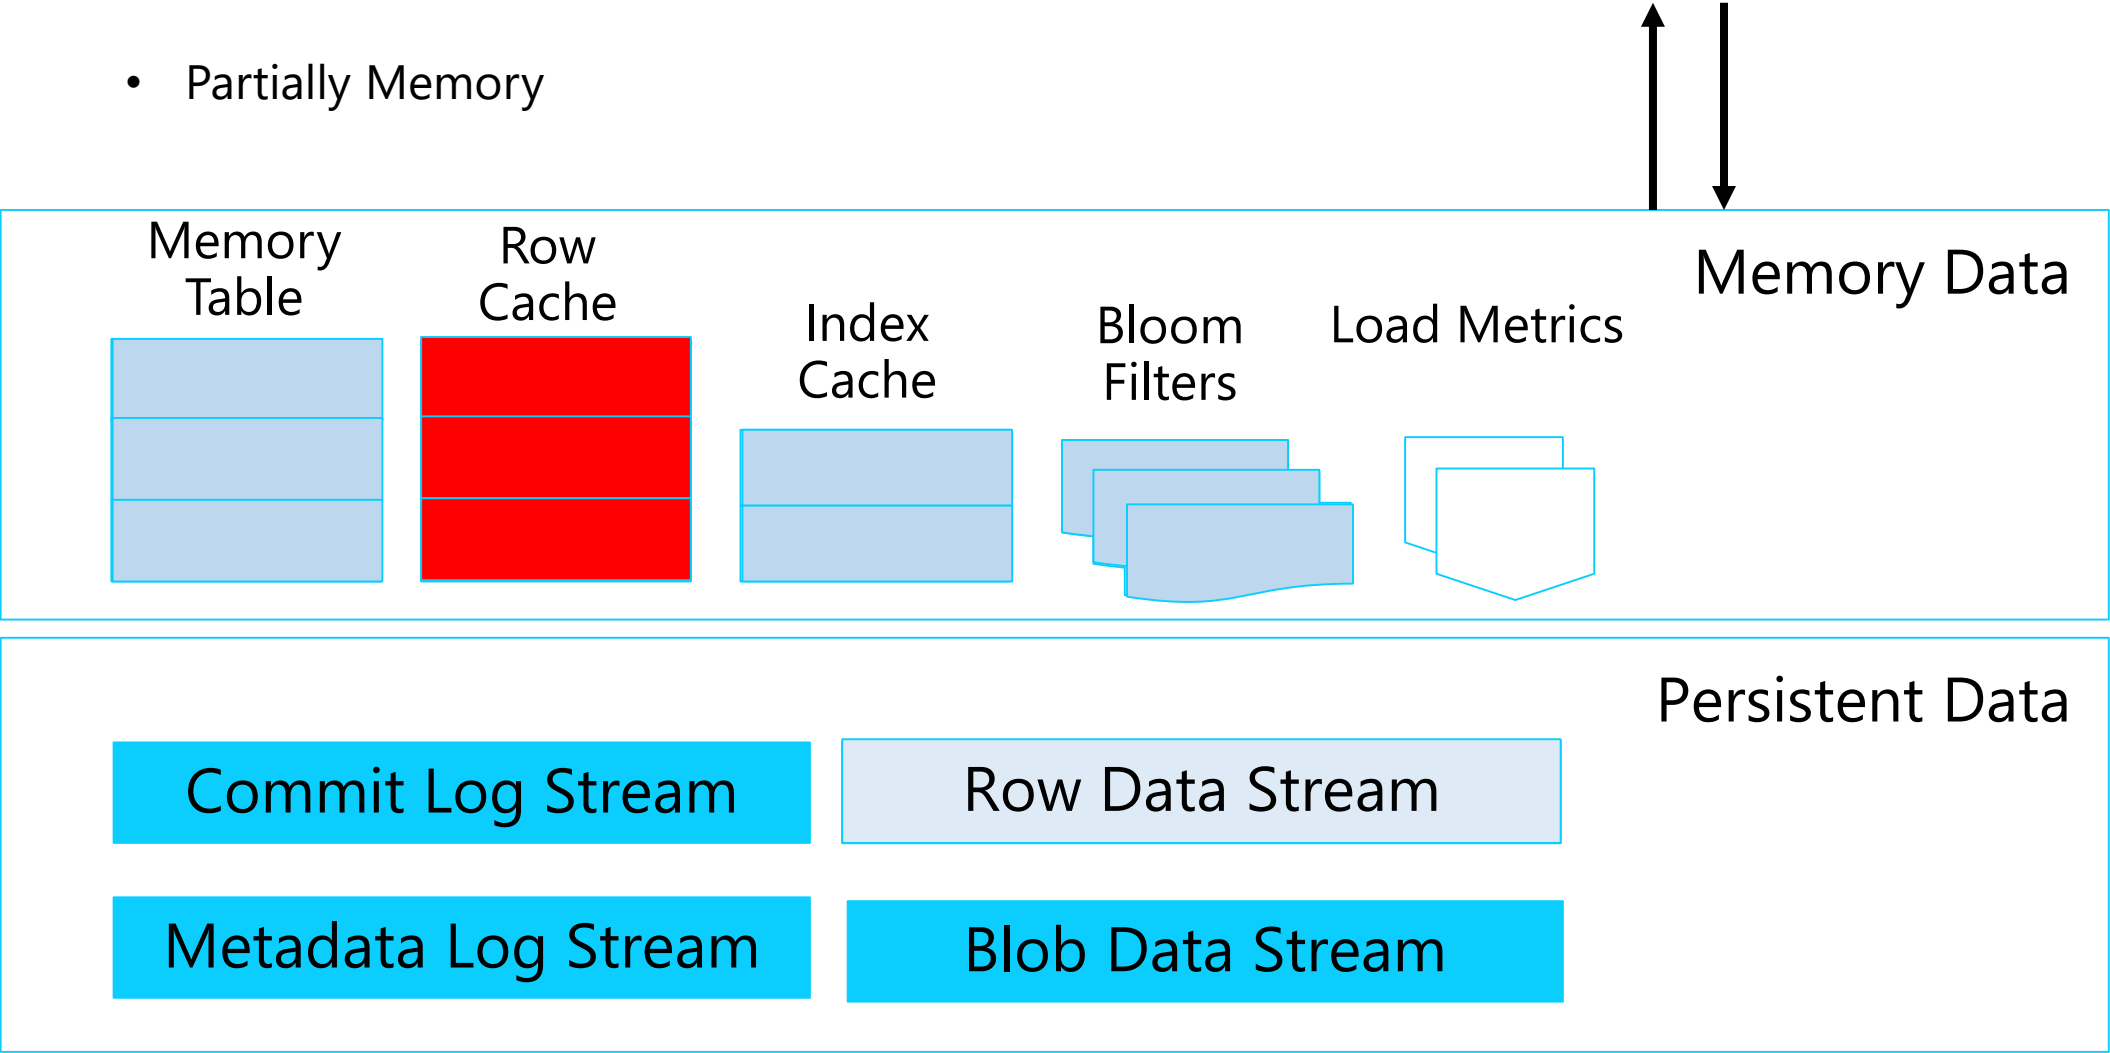 • Partially Memory
Memory
Table
Row
Cache
Index
Cache
Bloom
Filters
Load Metrics
Memory Data
Persistent Data
Commit Log Stream
Row Data Stream
Metadata Log Stream
Blob Data Stream